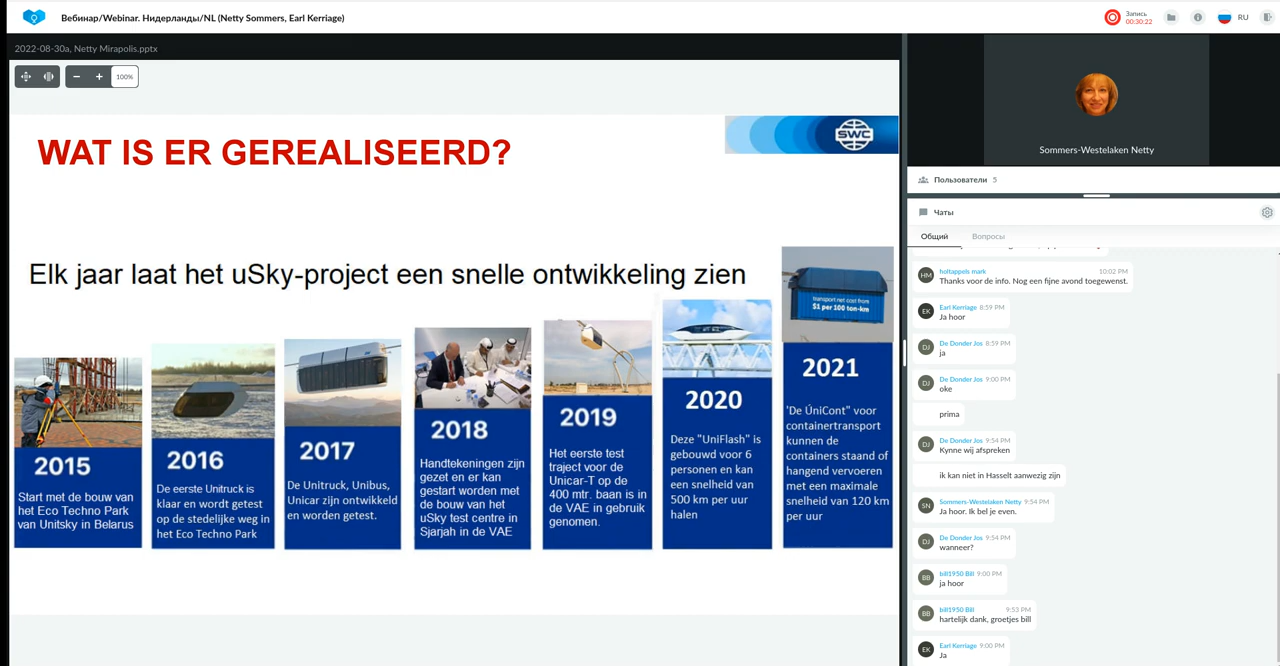 Вебинар/Webinar. Нидерланды/NL (Netty Sommers, Earl Kerriage)
Запись
00:30:22
RU
2022-08-30a, Netty Mirapolis.pptx
100%
WAT IS ER GEREALISEERD?
SWC
Elk jaar laat het uSky-project een snelle ontwikkeling zien
2015
Start met de bouw van
het Eco Techno Park
van Unitsky in Belarus
2016
De eerste Unitruck is
klaar en wordt getest
op de stedelijke weg in
het Eco Techno Park
2017
De Unitruck, Unibus,
Unicar zijn ontwikkeld
en worden getest.
2018
Handtekeningen zijn
gezet en er kan
gestart worden met
de bouw van het
uSky test centre in
Sjarjah in de VAE
2019
Het eerste test
traject voor de
Unicar-T op de
400 mtr. baan is in
de VAE in gebruik
genomen.
2020
Deze "UniFlash" is
gebouwd voor 6
personen en kan
een snelheid van
500 km per uur
halen
transport net cost from
$1 per 100 ton-km
2021
'De ÚniCont" voor
containertransport
kunnen de
containers staand of
hangend vervoeren
met een maximale
snelheid van 120 km
per uur
Sommers-Westelaken Netty
Пользователи 5
Чаты
Общий Вопросы
HM
holtappels mark 10:02 PM
Thanks voor de info. Nog een fijne avond toegewenst.
EK
Earl Kerriage 8:59 PM
Ja hoor
DJ
De Donder Jos 8:59 PM
ja
DJ
De Donder Jos 9:00 PM
oke
prima
DJ
De Donder Jos 9:54 PM
Kynne wij afspreken
ik kan niet in Hasselt aanwezig zijn
SN
Sommers-Westelaken Netty 9:54 PM
Ja hoor. Ik bel je even.
DJ
De Donder Jos 9:54 PM
wanneer?
BB
bill1950 Bill 9:00 PM
ja hoor
BB
bill1950 Bill 9:53 PM
hartelijk dank, groetjes bill
EK
Earl Kerriage 9:00 PM
Ja